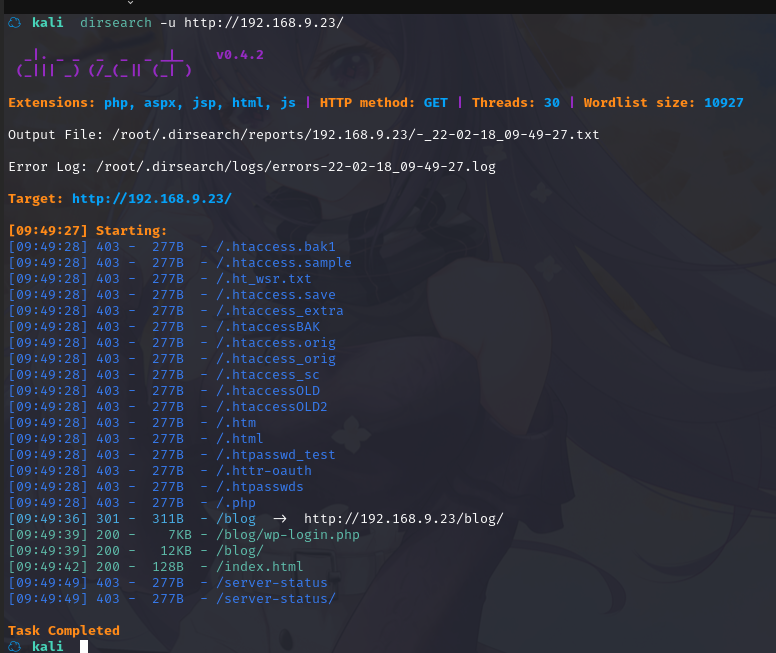 kali dirsearch -u http://192.168.9.23/
_|. _ _  _  _  _ _|_    v0.4.2
(_||| _) (/_(_|| (_| )
Extensions: php, aspx, jsp, html, js | HTTP method: GET | Threads: 30 | Wordlist size: 10927
Output File: /root/.dirsearch/reports/192.168.9.23/-_22-02-18_09-49-27.txt
Error Log: /root/.dirsearch/logs/errors-22-02-18_09-49-27.log
Target: http://192.168.9.23/
[09:49:27] Starting:
[09:49:28] 403 -  277B  - /.htaccess.bak1
[09:49:28] 403 -  277B  - /.htaccess.sample
[09:49:28] 403 -  277B  - /.ht_wsr.txt
[09:49:28] 403 -  277B  - /.htaccess.save
[09:49:28] 403 -  277B  - /.htaccess_extra
[09:49:28] 403 -  277B  - /.htaccessBAK
[09:49:28] 403 -  277B  - /.htaccess.orig
[09:49:28] 403 -  277B  - /.htaccess_orig
[09:49:28] 403 -  277B  - /.htaccess_sc
[09:49:28] 403 -  277B  - /.htaccessOLD
[09:49:28] 403 -  277B  - /.htaccessOLD2
[09:49:28] 403 -  277B  - /.htm
[09:49:28] 403 -  277B  - /.html
[09:49:28] 403 -  277B  - /.htpasswd_test
[09:49:28] 403 -  277B  - /.httr-oauth
[09:49:28] 403 -  277B  - /.htpasswds
[09:49:28] 403 -  277B  - /.php
[09:49:36] 301 -  311B  - /blog  →  http://192.168.9.23/blog/
[09:49:39] 200 -    7KB - /blog/wp-login.php
[09:49:39] 200 -   12KB - /blog/
[09:49:42] 200 -  128B  - /index.html
[09:49:49] 403 -  277B  - /server-status
[09:49:49] 403 -  277B  - /server-status/
Task Completed
kali